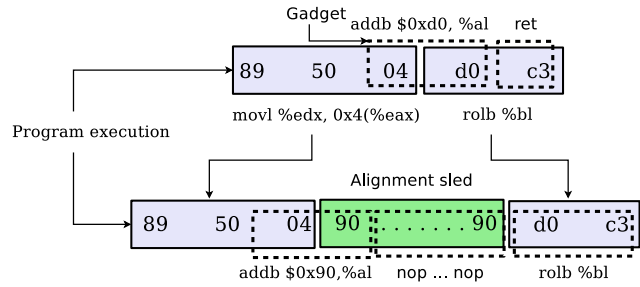 Gadget
addb $0xd0, %al ret
89 50 04 d0 c3
movl %edx, 0x4(%eax) rolb %bl
Program execution
Alignment sled
89 50 04 90 . . . . . . . 90 d0 c3
addb $0x90,%al nop ... nop rolb %bl